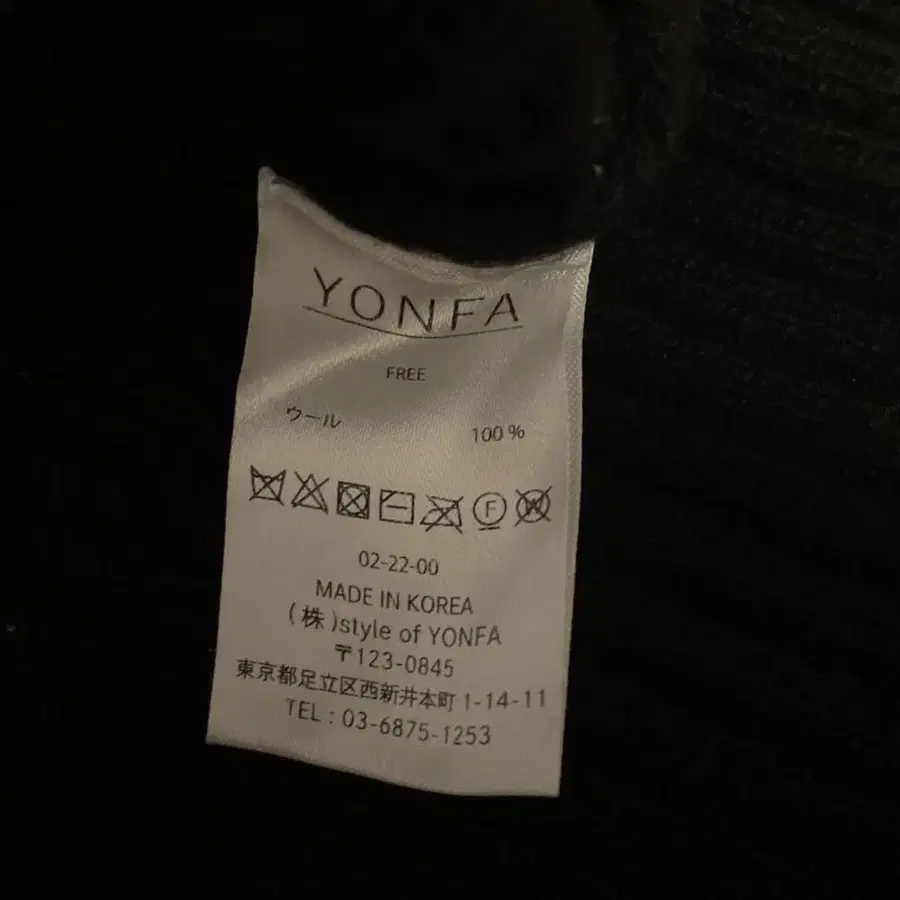 YONFA
FREE
ウール 100%
F W
02-22-00
MADE IN KOREA
(株)style of YONFA
〒123-0845
東京都足立区西新井本町 1-14-11
TEL : 03-6875-1253